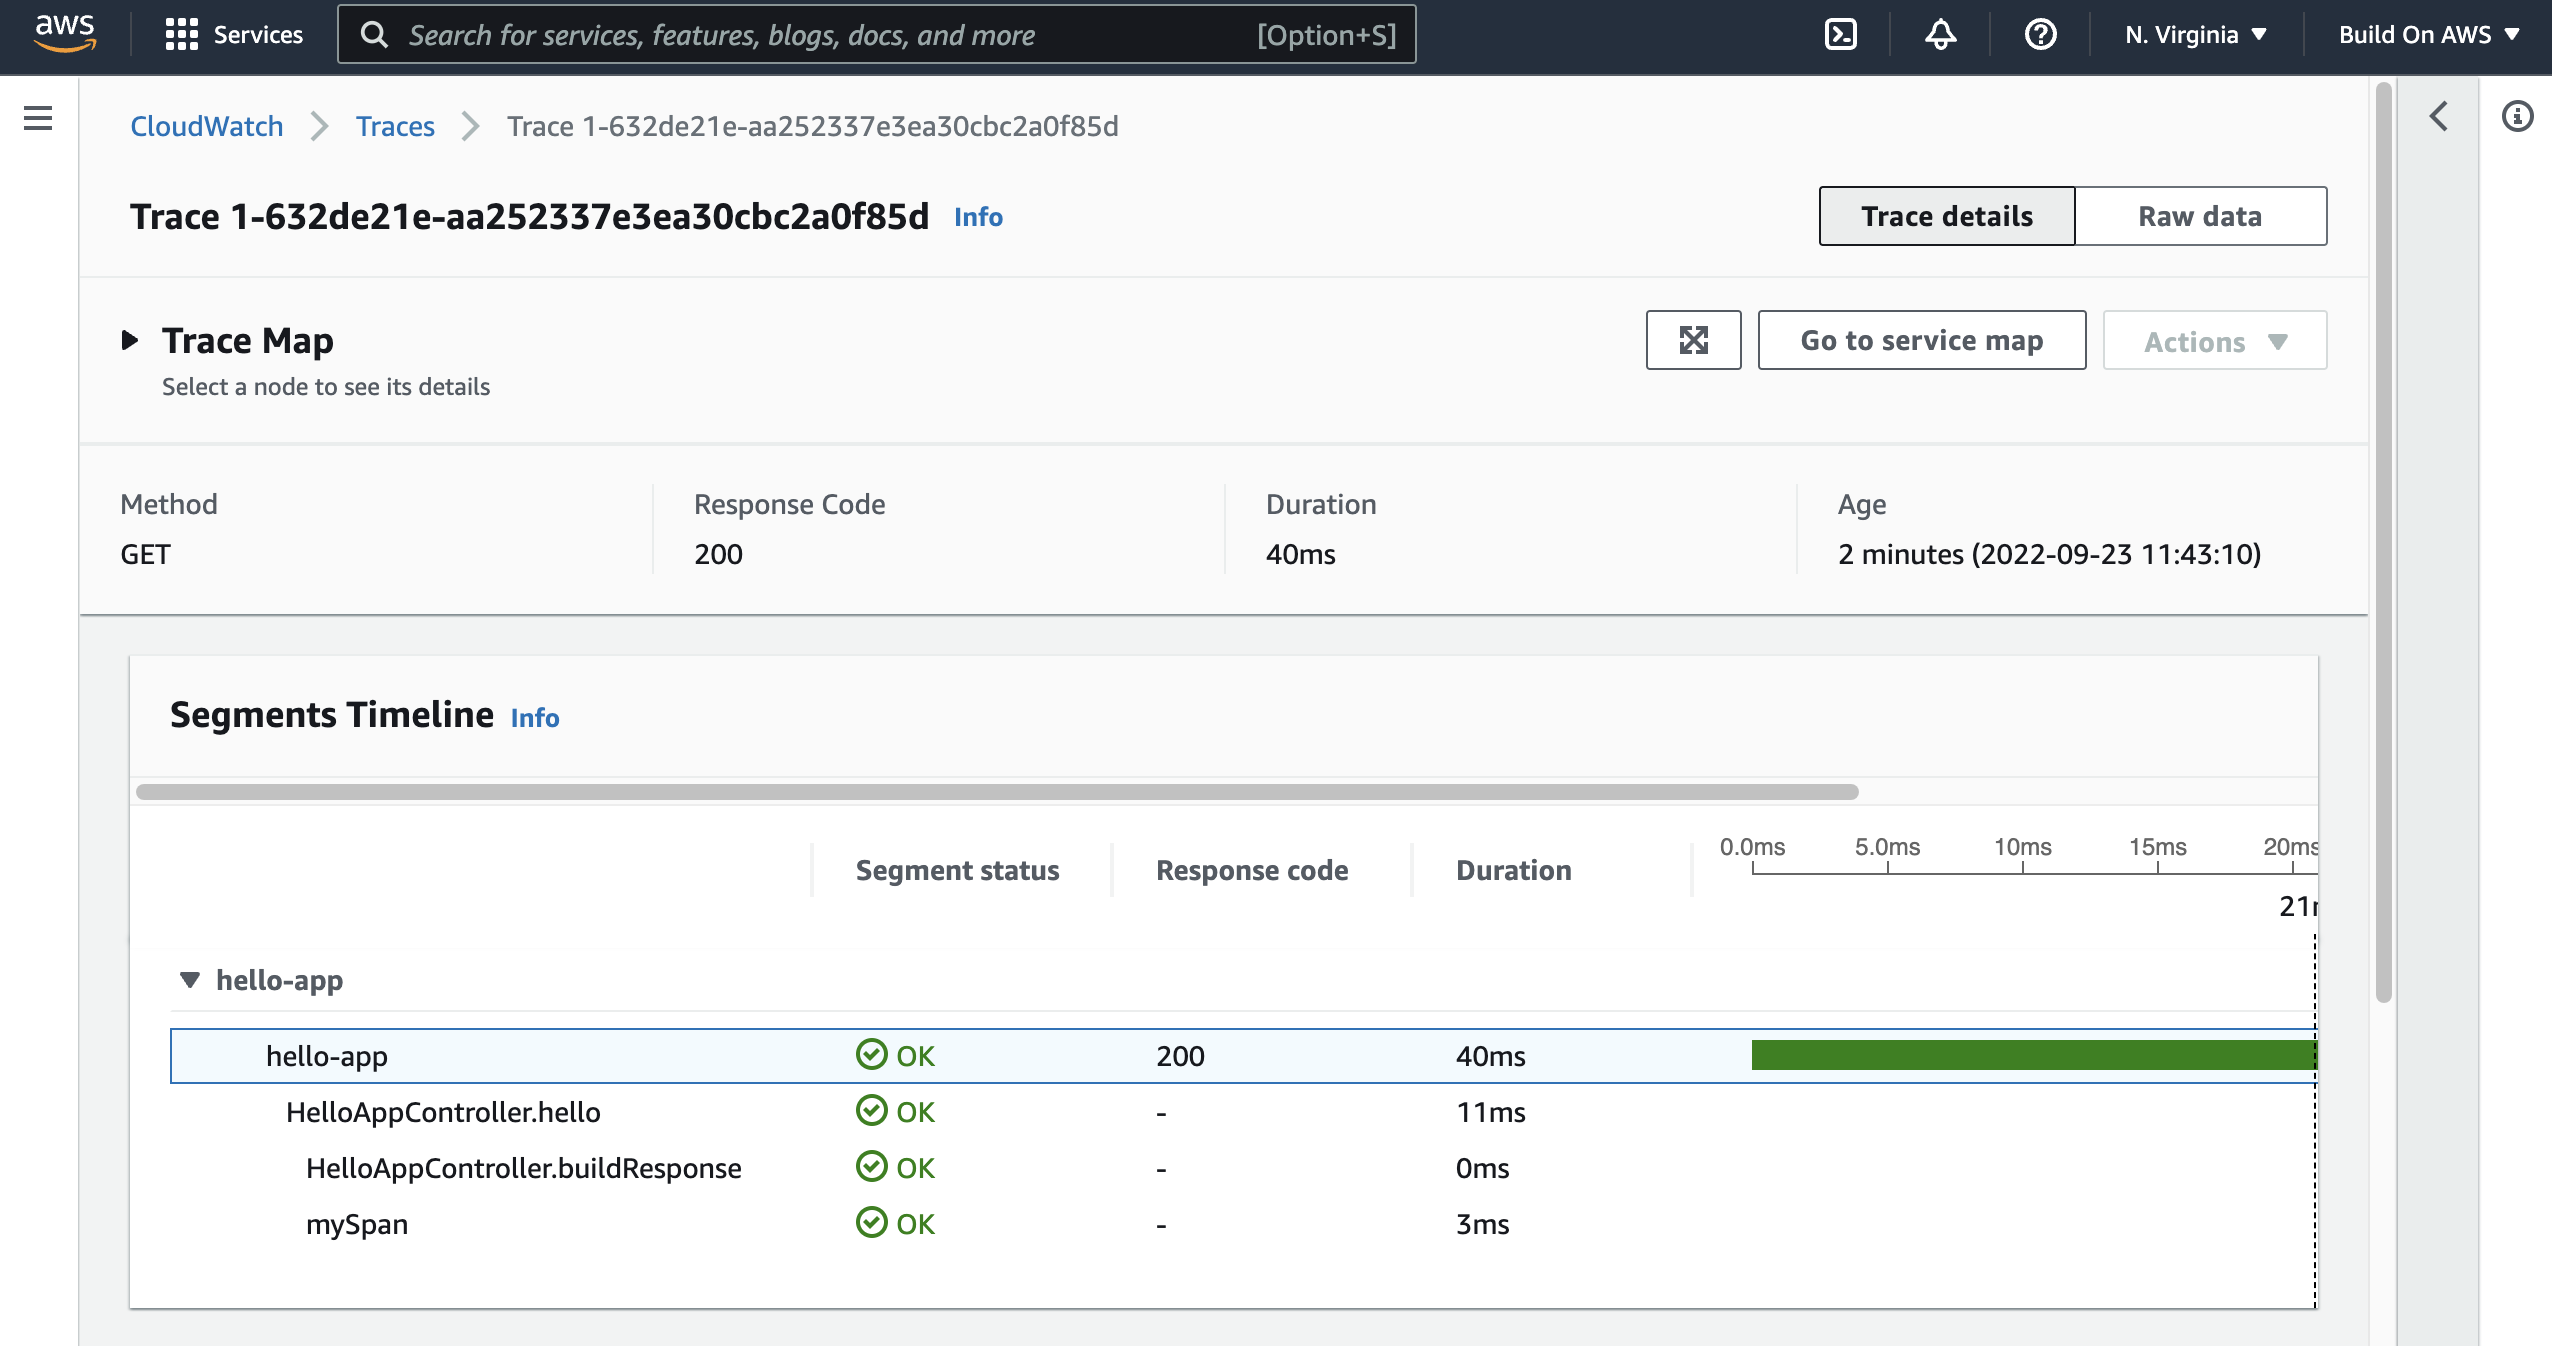 aws Services Search for services, features, blogs, docs, and more [Option+S] N. Virginia Build On AWS
CloudWatch Traces Trace 1-632de21e-aa252337e3ea30cbc2a0f85d
Trace 1-632de21e-aa252337e3ea30cbc2a0f85d Info Trace details Raw data
Trace Map Go to service map Actions
Select a node to see its details
Method Response Code Duration Age
GET 200 40ms 2 minutes (2022-09-23 11:43:10)
Segments Timeline Info
0.0ms 5.0ms 10ms 15ms 20ms
Segment status Response code Duration
21
hello-app
hello-app OK 200 40ms
HelloAppController.hello OK - 11ms
HelloAppController.buildResponse OK - 0ms
mySpan OK - 3ms